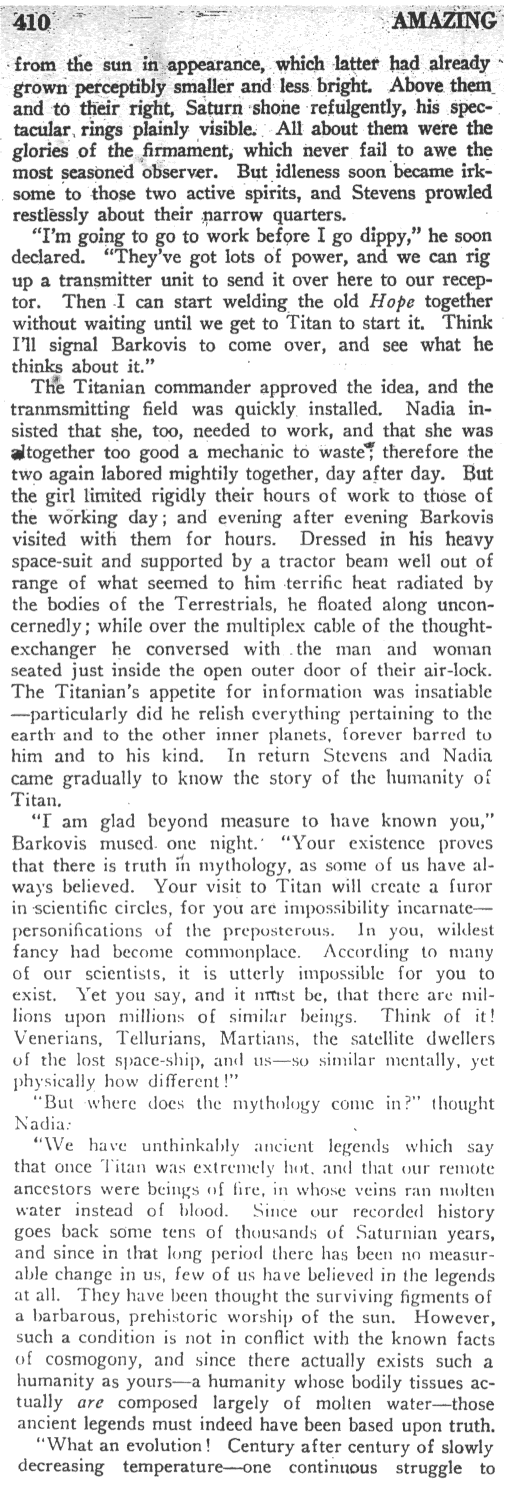 410 AMAZING
from the sun in appearance, which latter had already
grown perceptibly smaller and less bright. Above them
and to their right, Saturn shone refulgently, his spec-
tacular rings plainly visible. All about them were the
glories of the firmament, which never fail to awe the
most seasoned observer. But idleness soon became irk-
some to those two active spirits, and Stevens prowled
restlessly about their narrow quarters.
"I'm going to go to work before I go dippy," he soon
declared. "They've got lots of power, and we can rig
up a transmitter unit to send it over here to our recep-
tor. Then I can start welding the old Hope together
without waiting until we get to Titan to start it. Think
I'll signal Barkovis to come over, and see what he
thinks about it."
The Titanian commander approved the idea, and the
tranmsmitting field was quickly installed. Nadia in-
sisted that she, too, needed to work, and that she was
altogether too good a mechanic to waste; therefore the
two again labored mightily together, day after day. But
the girl limited rigidly their hours of work to those of
the working day; and evening after evening Barkovis
visited with them for hours. Dressed in his heavy
space-suit and supported by a tractor beam well out of
range of what seemed to him terrific heat radiated by
the bodies of the Terrestrials, he floated along uncon-
cernedly; while over the multiplex cable of the thought-
exchanger he conversed with the man and woman
seated just inside the open outer door of their air-lock.
The Titanian's appetite for information was insatiable
—particularly did he relish everything pertaining to the
earth and to the other inner planets, forever barred to
him and to his kind. In return Stevens and Nadia
came gradually to know the story of the humanity of
Titan.
"I am glad beyond measure to have known you,"
Barkovis mused one night. "Your existence proves
that there is truth in mythology, as some of us have al-
ways believed. Your visit to Titan will create a furor
in scientific circles, for you are impossibility incarnate—
personifications of the preposterous. In you, wildest
fancy had become commonplace. According to many
of our scientists, it is utterly impossible for you to
exist. Yet you say, and it must be, that there are mil-
lions upon millions of similar beings. Think of it!
Venerians, Tellurians, Martians, the satellite dwellers
of the lost space-ship, and us—so similar mentally, yet
physically how different!"
"But where does the mythology come in?" thought
Nadia.
"We have unthinkably ancient legends which say
that once Titan was extremely hot, and that our remote
ancestors were beings of fire, in whose veins ran molten
water instead of blood. Since our recorded history
goes back some tens of thousands of Saturnian years,
and since in that long period there has been no measur-
able change in us, few of us have believed in the legends
at all. They have been thought the surviving figments of
a barbarous, prehistoric worship of the sun. However,
such a condition is not in conflict with the known facts
of cosmogony, and since there actually exists such a
humanity as yours—a humanity whose bodily tissues ac-
tually are composed largely of molten water—those
ancient legends must indeed have been based upon truth.
"What an evolution! Century after century of slowly
decreasing temperature—one continuous struggle to